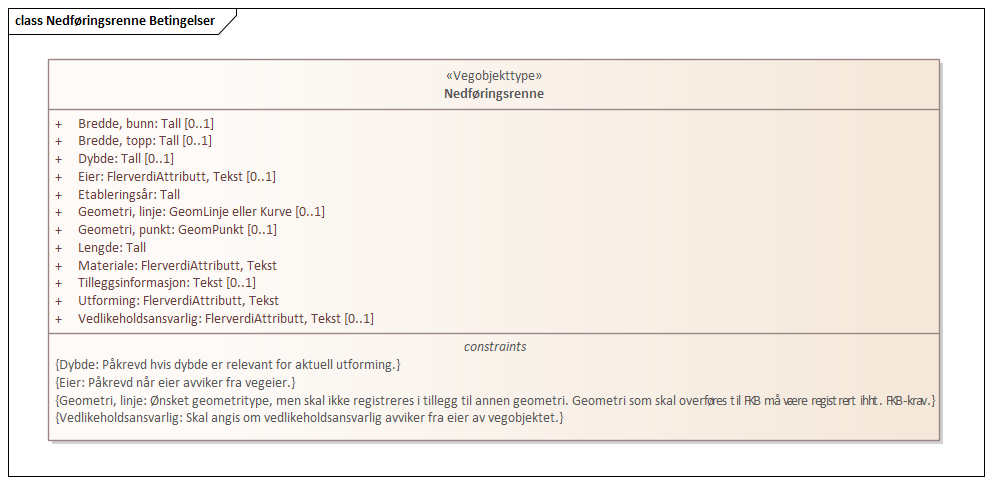 class Nedføringsrenne Betingelser
«Vegobjekttype»
Nedføringsrenne
+ Bredde, bunn: Tall [0..1]
+ Bredde, topp: Tall [0..1]
+ Dybde: Tall [0..1]
+ Eier: FlerverdiAttributt, Tekst [0..1]
+ Etableringsår: Tall
+ Geometri, linje: GeomLinje eller Kurve [0..1]
+ Geometri, punkt: GeomPunkt [0..1]
+ Lengde: Tall
+ Materiale: FlerverdiAttributt, Tekst
+ Tilleggsinformasjon: Tekst [0..1]
+ Utforming: FlerverdiAttributt, Tekst
+ Vedlikeholdsansvarlig: FlerverdiAttributt, Tekst [0..1]
constraints
{Dybde: Påkrevd hvis dybde er relevant for aktuell utforming.}
{Eier: Påkrevd når eier avviker fra vegeier.}
{Geometri, linje: Ønsket geometritype, men skal ikke registreres i tillegg til annen geometri. Geometri som skal overføres til FKB må være registrert ihht. FKB-krav.}
{Vedlikeholdsansvarlig: Skal angis om vedlikeholdsansvarlig avviker fra eier av vegobjektet.}